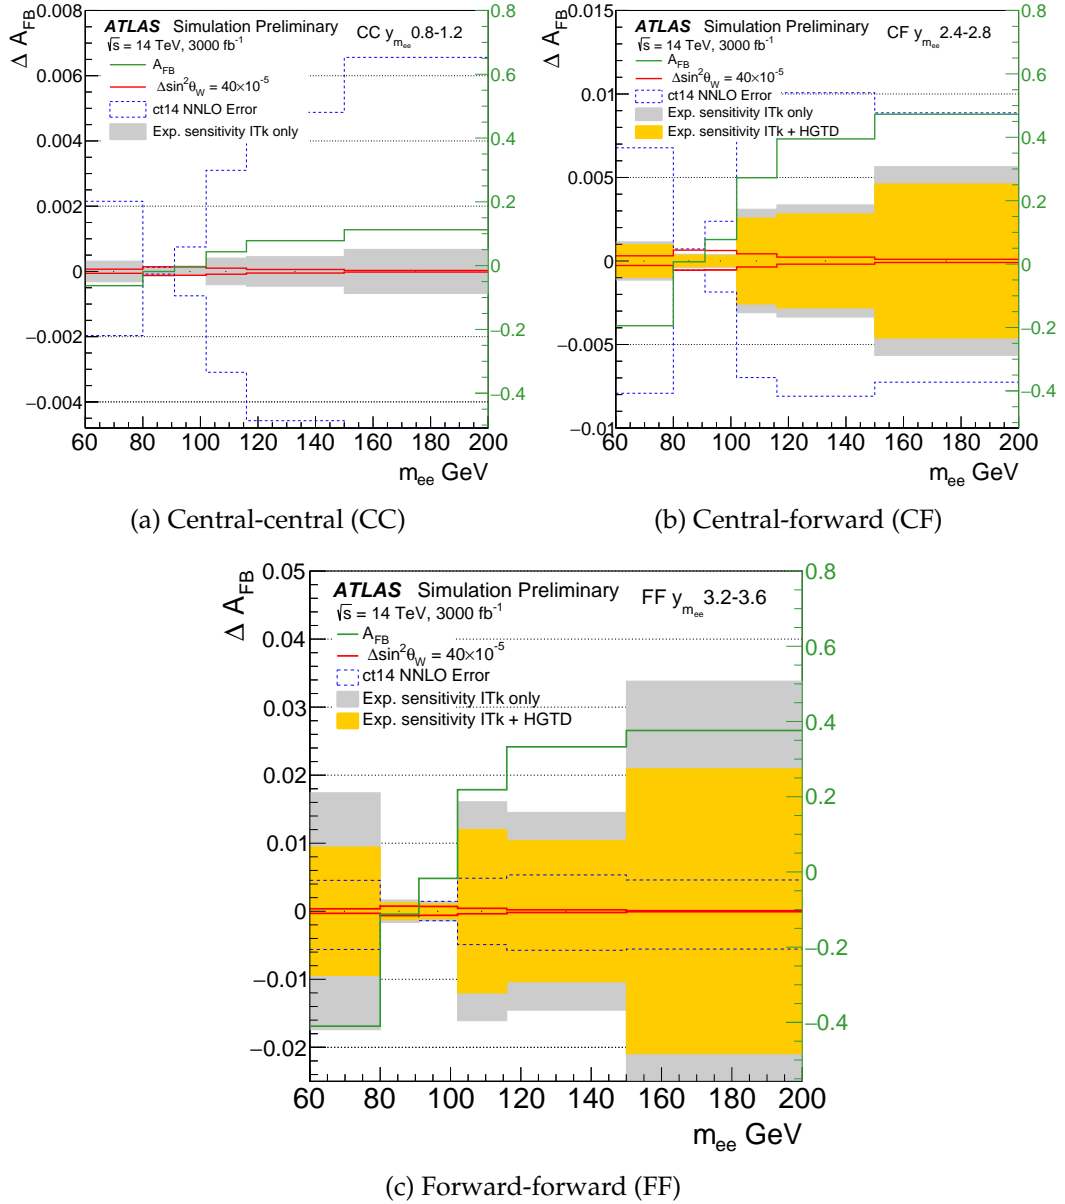 ATLAS Simulation Preliminary
√s = 14 TeV, 3000 fb-1
CC y_mee 0.8-1.2
A_FB
Δsin²θ_W = 40×10⁻⁵
ct14 NNLO Error
Exp. sensitivity ITk only
Δ A_FB
0.008
0.006
0.004
0.002
0
−0.002
−0.004
0.8
0.6
0.4
0.2
0
−0.2
−0.4
60 80 100 120 140 160 180 200
m_ee GeV
(a) Central-central (CC)
ATLAS Simulation Preliminary
√s = 14 TeV, 3000 fb-1
CF y_mee 2.4-2.8
A_FB
Δsin²θ_W = 40×10⁻⁵
ct14 NNLO Error
Exp. sensitivity ITk only
Exp. sensitivity ITk + HGTD
Δ A_FB
0.015
0.01
0.005
0
−0.005
−0.01
0.8
0.6
0.4
0.2
0
−0.2
−0.4
60 80 100 120 140 160 180 200
m_ee GeV
(b) Central-forward (CF)
ATLAS Simulation Preliminary
√s = 14 TeV, 3000 fb-1
FF y_mee 3.2-3.6
A_FB
Δsin²θ_W = 40×10⁻⁵
ct14 NNLO Error
Exp. sensitivity ITk only
Exp. sensitivity ITk + HGTD
Δ A_FB
0.05
0.04
0.03
0.02
0.01
0
−0.01
−0.02
0.8
0.6
0.4
0.2
0
−0.2
−0.4
60 80 100 120 140 160 180 200
m_ee GeV
(c) Forward-forward (FF)